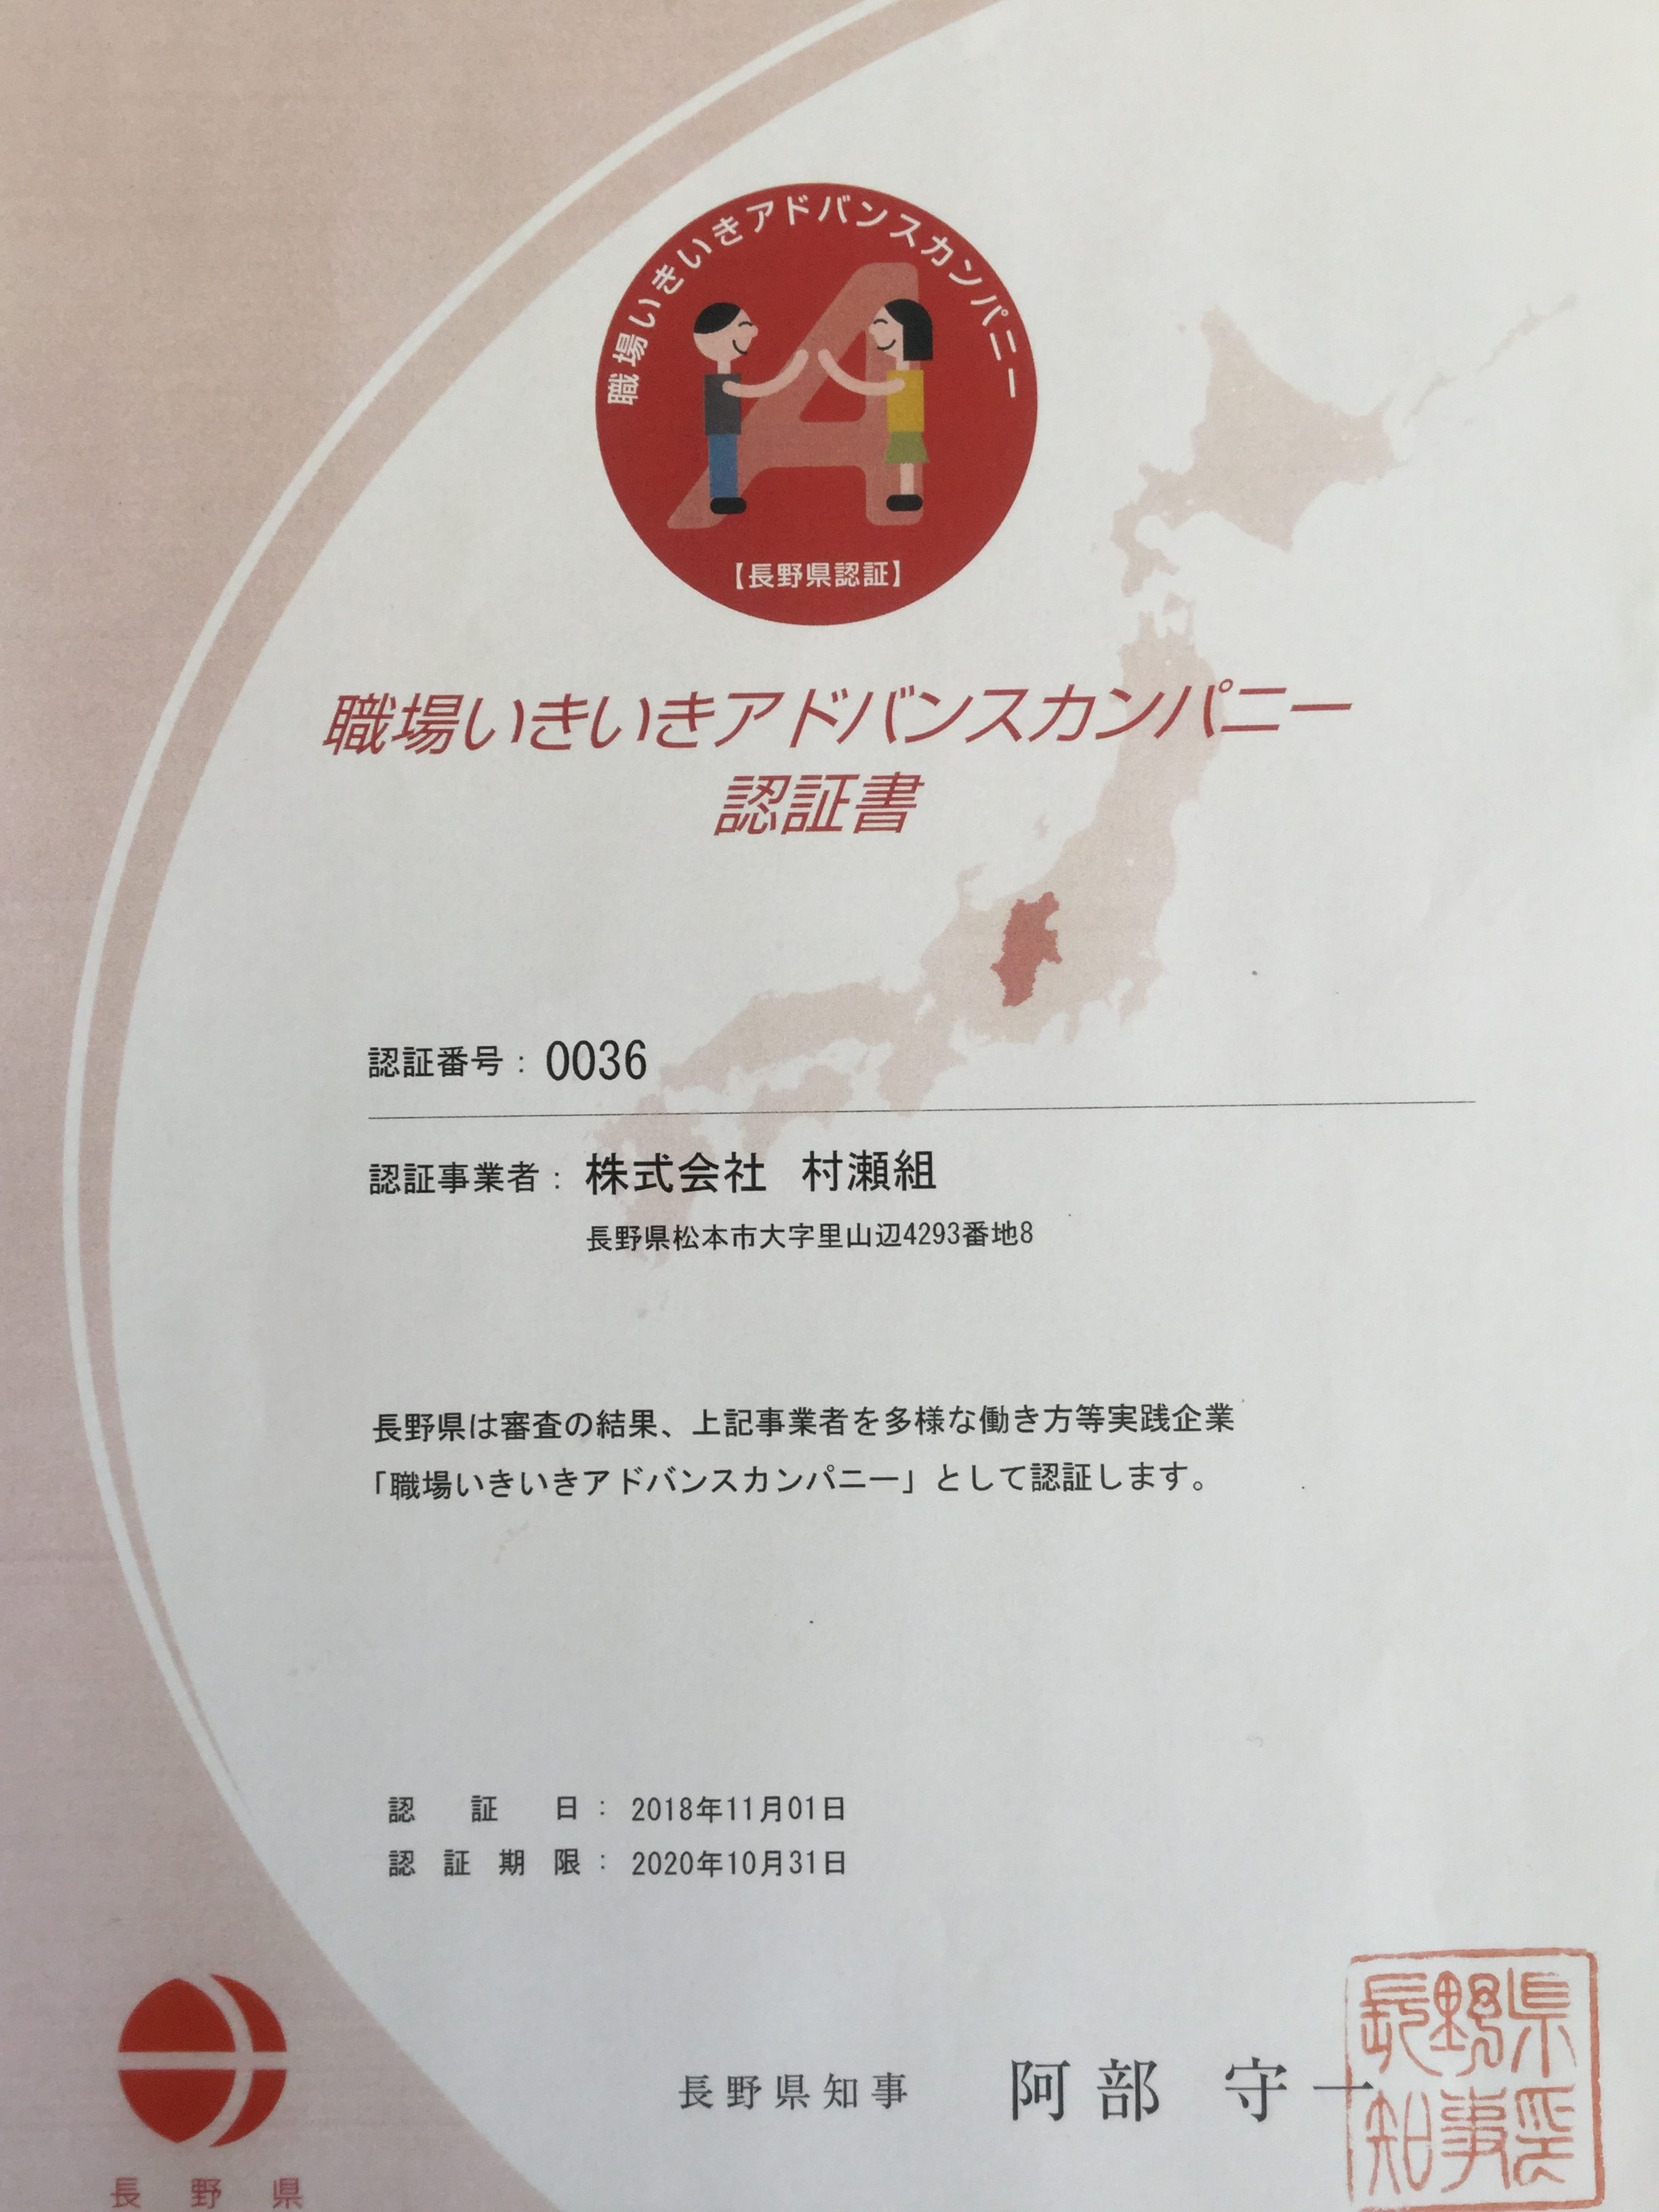 職場いきいきアドバンスカンパニー
【長野県認証】
職場いきいきアドバンスカンパニー
認証書
認証番号: 0036
認証事業者: 株式会社 村瀬組
長野県松本市大字里山辺4293番地8
長野県は審査の結果、上記事業者を多様な働き方等実践企業
「職場いきいきアドバンスカンパニー」として認証します。
認証日: 2018年11月01日
認証期限: 2020年10月31日
長野県知事 阿部 守一
長野県知事印
長野県